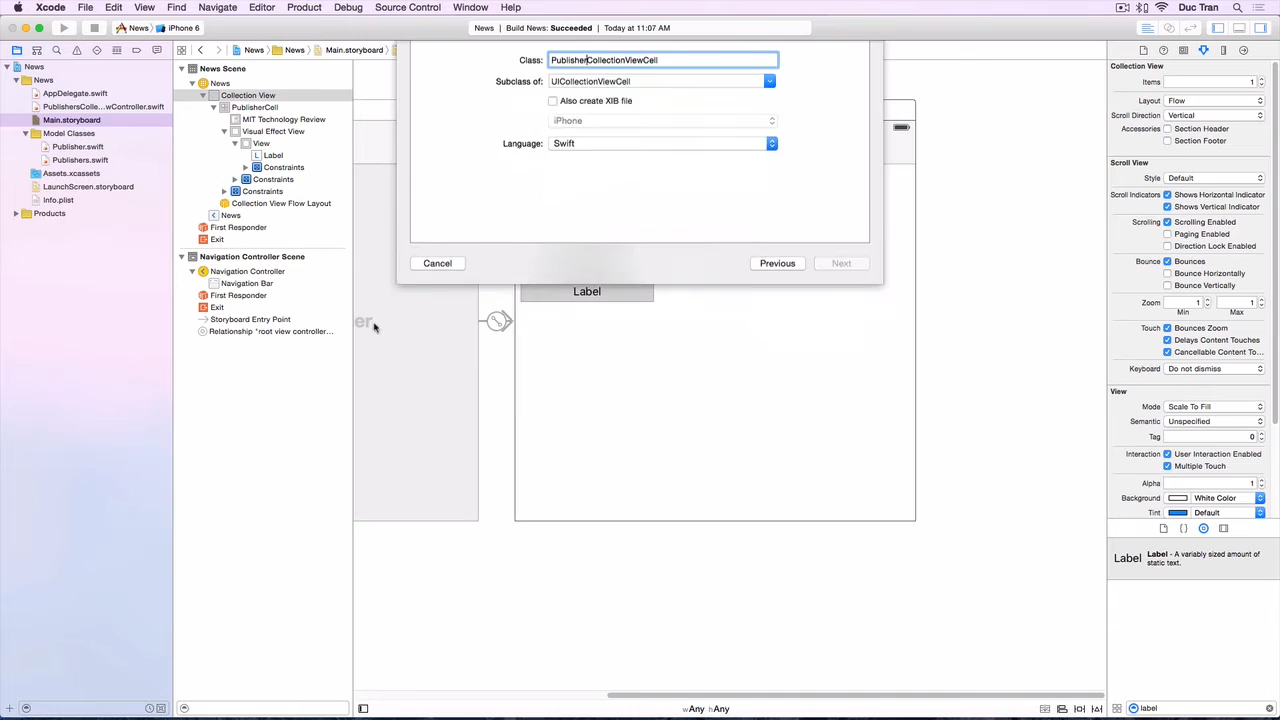 Xcode File Edit View Find Navigate Editor Product Debug Source Control Window Help Duc Tran
News iPhone 6 News Build News: Succeeded Today at 11:07 AM
News News Main.storyboard
News
News
AppDelegate.swift
PublishersColle...wController.swift
Main.storyboard
Model Classes
Publisher.swift
Publishers.swift
Assets.xcassets
LaunchScreen.storyboard
Info.plist
Products
News Scene
News
Collection View
PublisherCell
MIT Technology Review
Visual Effect View
View
L Label
Constraints
Constraints
Constraints
Collection View Flow Layout
News
First Responder
Exit
Navigation Controller Scene
Navigation Controller
Navigation Bar
First Responder
Exit
Storyboard Entry Point
Relationship "root view controller...
Class: PublisherCollectionViewCell
Subclass of: UICollectionViewCell
Also create XIB file
iPhone
Language: Swift
Cancel Previous Next
Label
er
wAny hAny
Collection View
Items 1
Layout Flow
Scroll Direction Vertical
Accessories Section Header
Section Footer
Scroll View
Style Default
Scroll Indicators Shows Horizontal Indicator
Shows Vertical Indicator
Scrolling Scrolling Enabled
Paging Enabled
Direction Lock Enabled
Bounce Bounces
Bounce Horizontally
Bounce Vertically
Zoom 1 1
Min Max
Touch Bounces Zoom
Delays Content Touches
Cancellable Content To...
Keyboard Do not dismiss
View
Mode Scale To Fill
Semantic Unspecified
Tag 0
Interaction User Interaction Enabled
Multiple Touch
Alpha 1
Background White Color
Tint Default
Label Label - A variably sized amount of
static text.
label